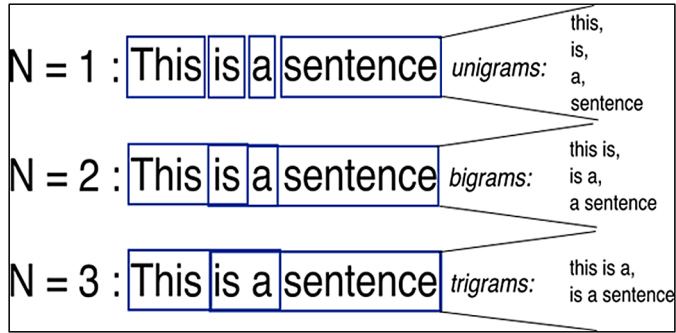 N = 1 : This is a sentence unigrams:
this,
is,
a,
sentence
N = 2 : This is a sentence bigrams:
this is,
is a,
a sentence
N = 3 : This is a sentence trigrams:
this is a,
is a sentence